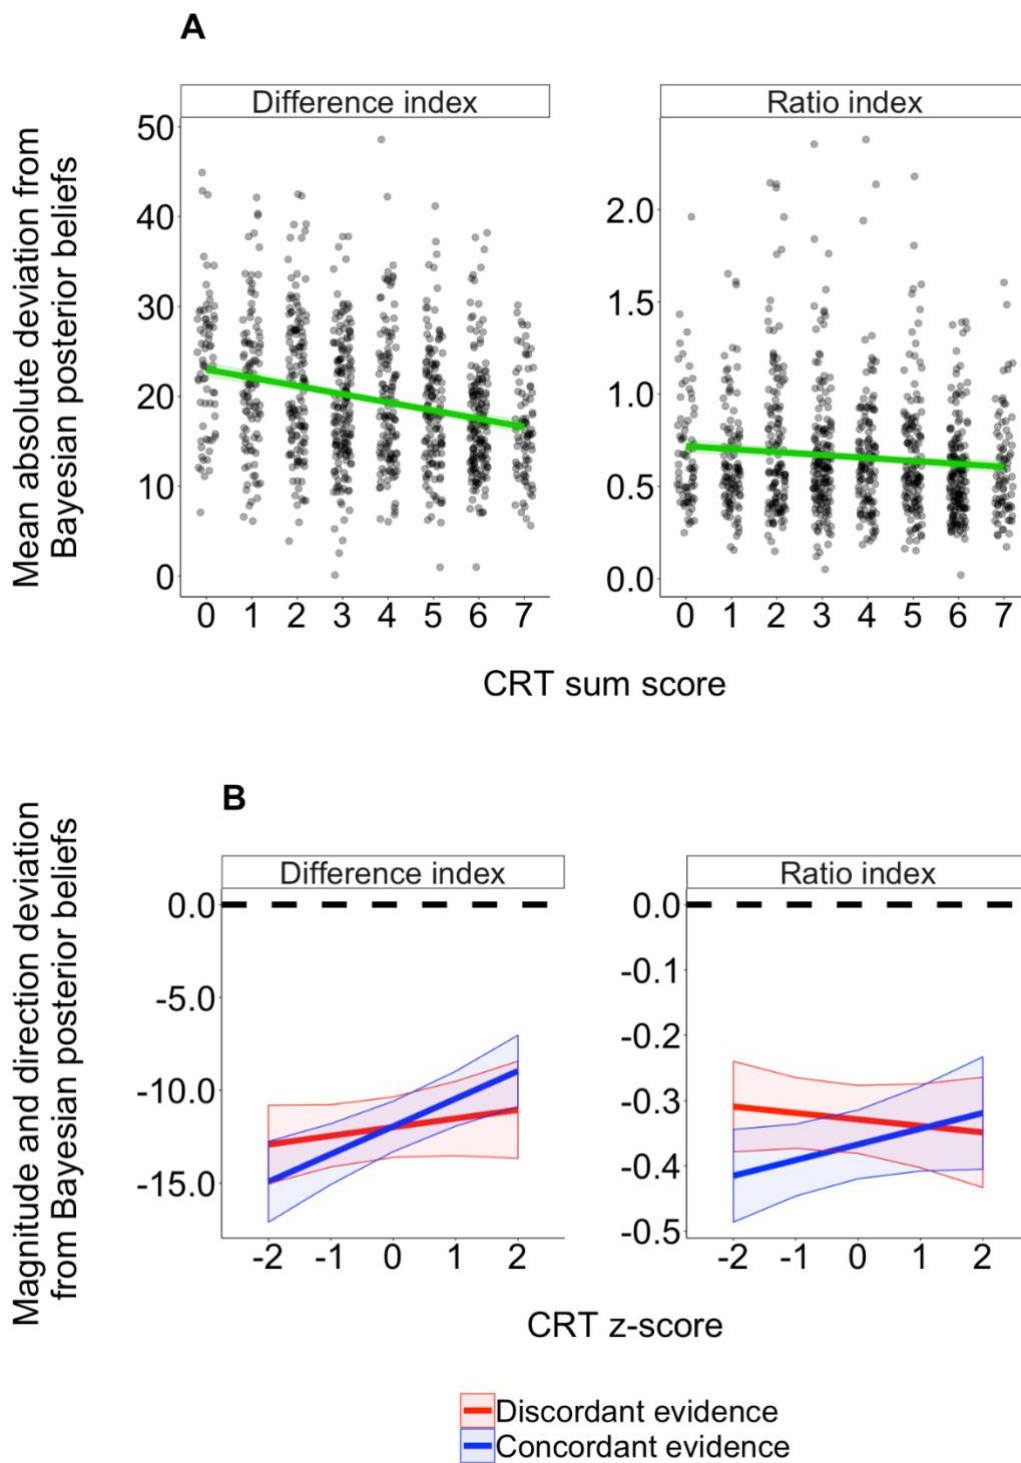 A
Difference index
Ratio index
Mean absolute deviation from
Bayesian posterior beliefs
50
40
30
20
10
0
2.0
1.5
1.0
0.5
0.0
0 1 2 3 4 5 6 7
0 1 2 3 4 5 6 7
CRT sum score
B
Difference index
Ratio index
Magnitude and direction deviation
from Bayesian posterior beliefs
0.0
-5.0
-10.0
-15.0
0.0
-0.1
-0.2
-0.3
-0.4
-0.5
-2 -1 0 1 2
-2 -1 0 1 2
CRT z-score
Discordant evidence
Concordant evidence